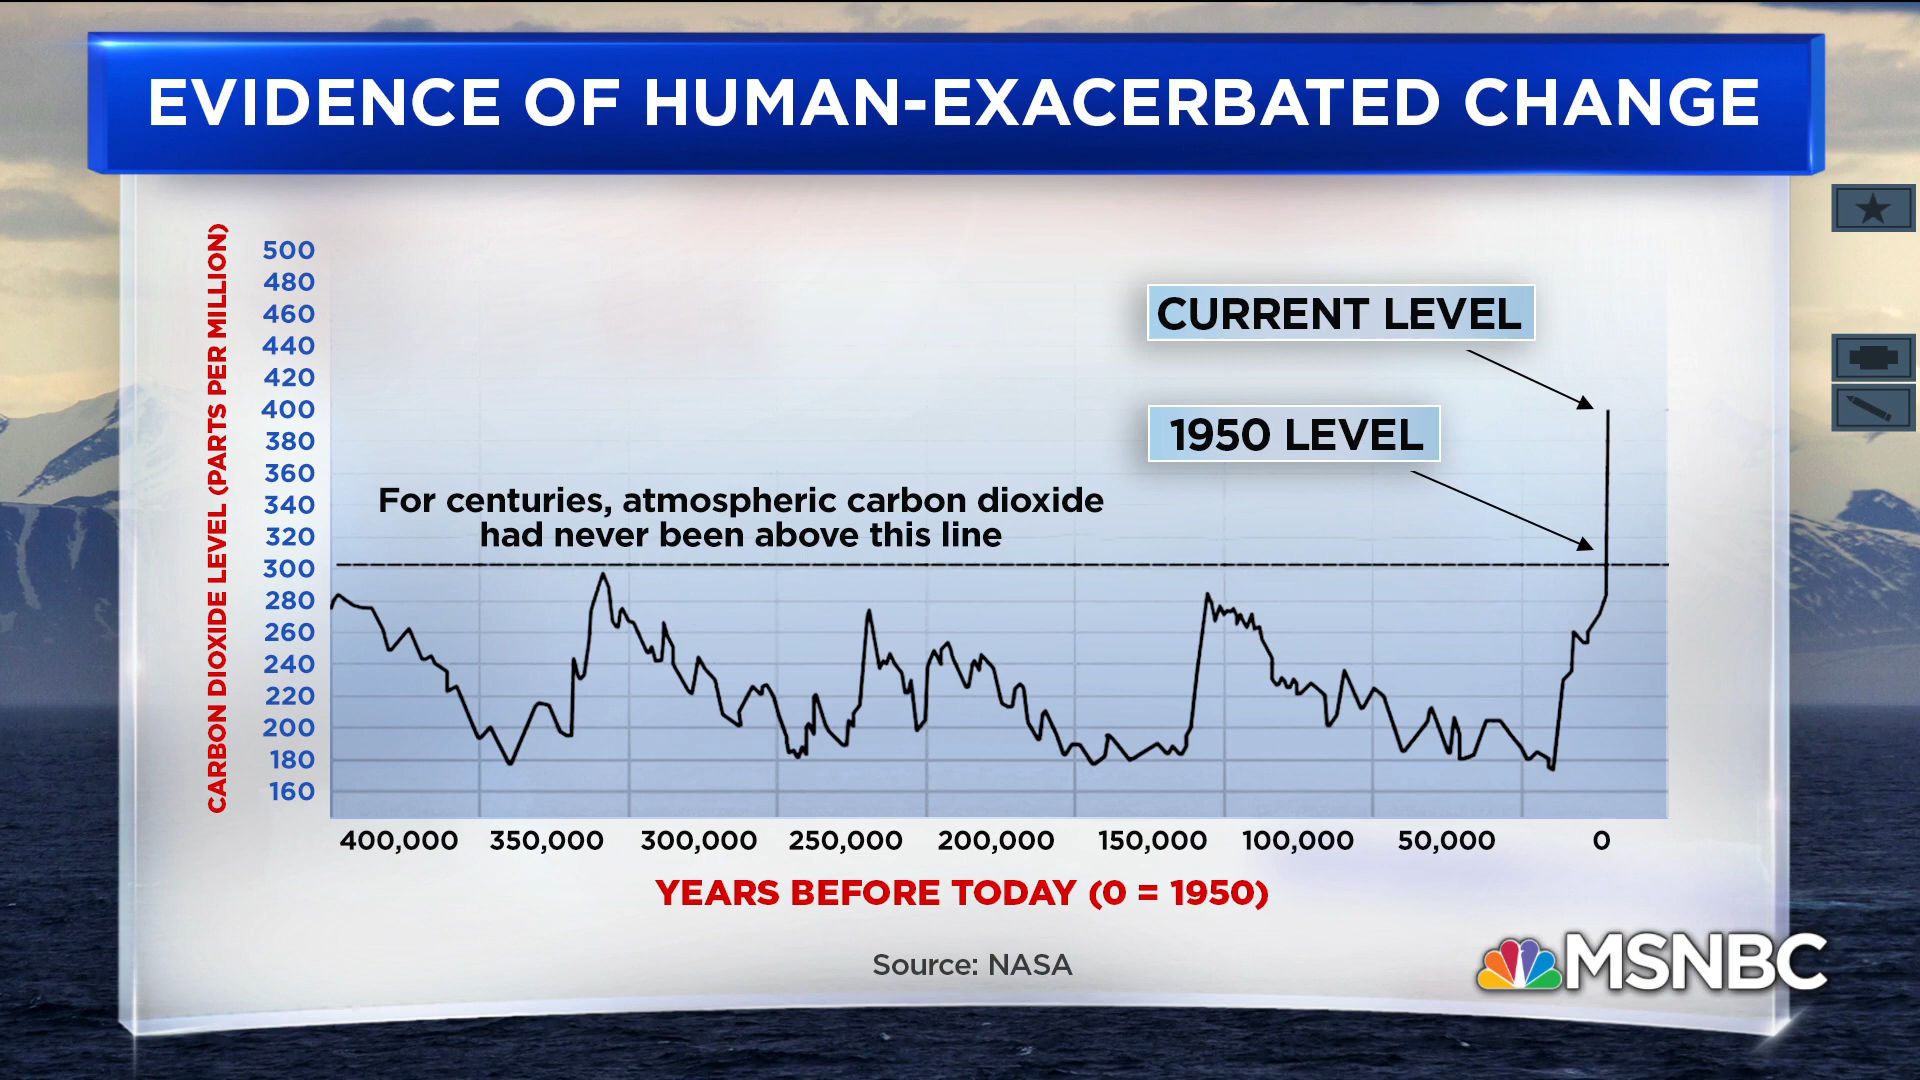 EVIDENCE OF HUMAN-EXACERBATED CHANGE
CARBON DIOXIDE LEVEL (PARTS PER MILLION)
500
480
460
440
420
400
380
360
340
320
300
280
260
240
220
200
180
160
CURRENT LEVEL
1950 LEVEL
For centuries, atmospheric carbon dioxide
had never been above this line
400,000 350,000 300,000 250,000 200,000 150,000 100,000 50,000 0
YEARS BEFORE TODAY (0 = 1950)
Source: NASA
MSNBC